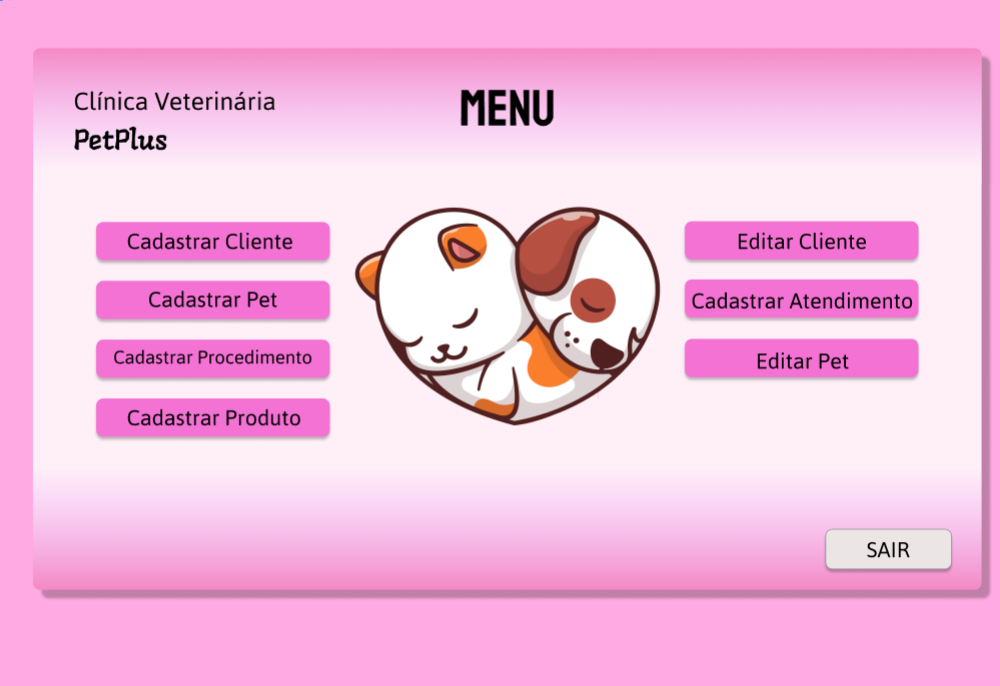 Clínica Veterinária
PetPlus
MENU
Cadastrar Cliente
Cadastrar Pet
Cadastrar Procedimento
Cadastrar Produto
Editar Cliente
Cadastrar Atendimento
Editar Pet
SAIR